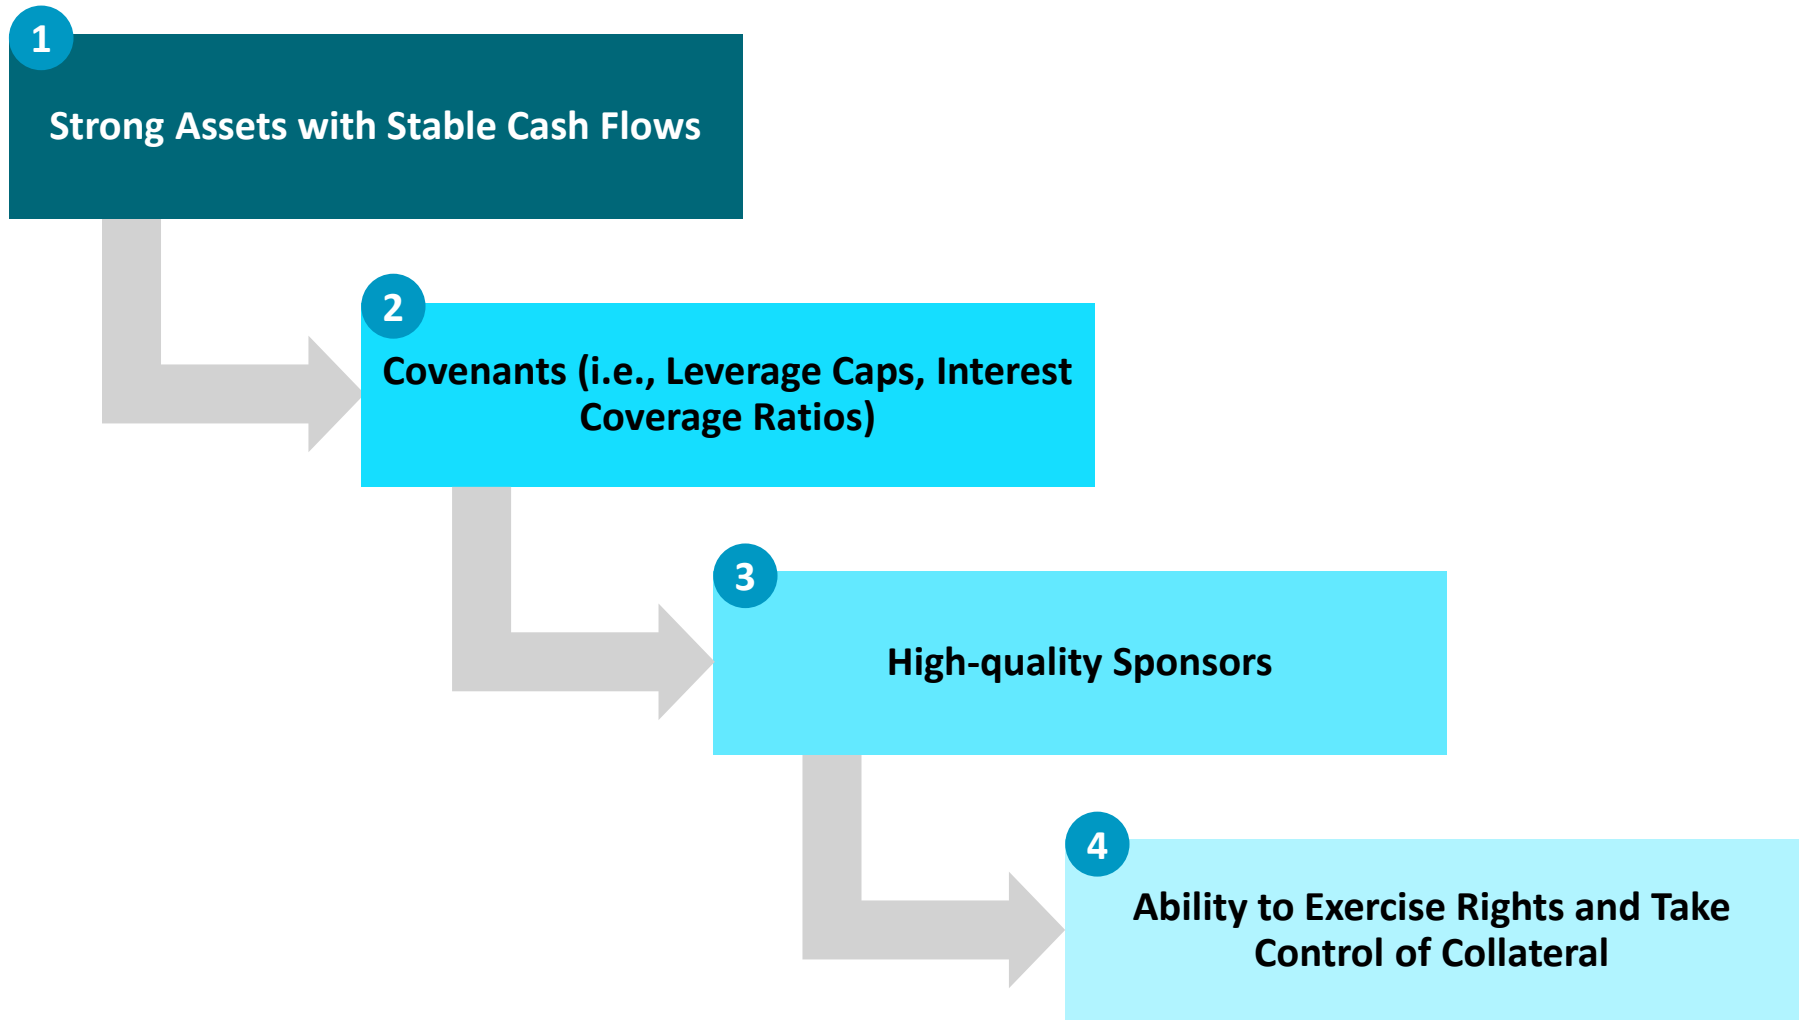 1
Strong Assets with Stable Cash Flows
2
Covenants (i.e., Leverage Caps, Interest
Coverage Ratios)
3
High-quality Sponsors
4
Ability to Exercise Rights and Take
Control of Collateral